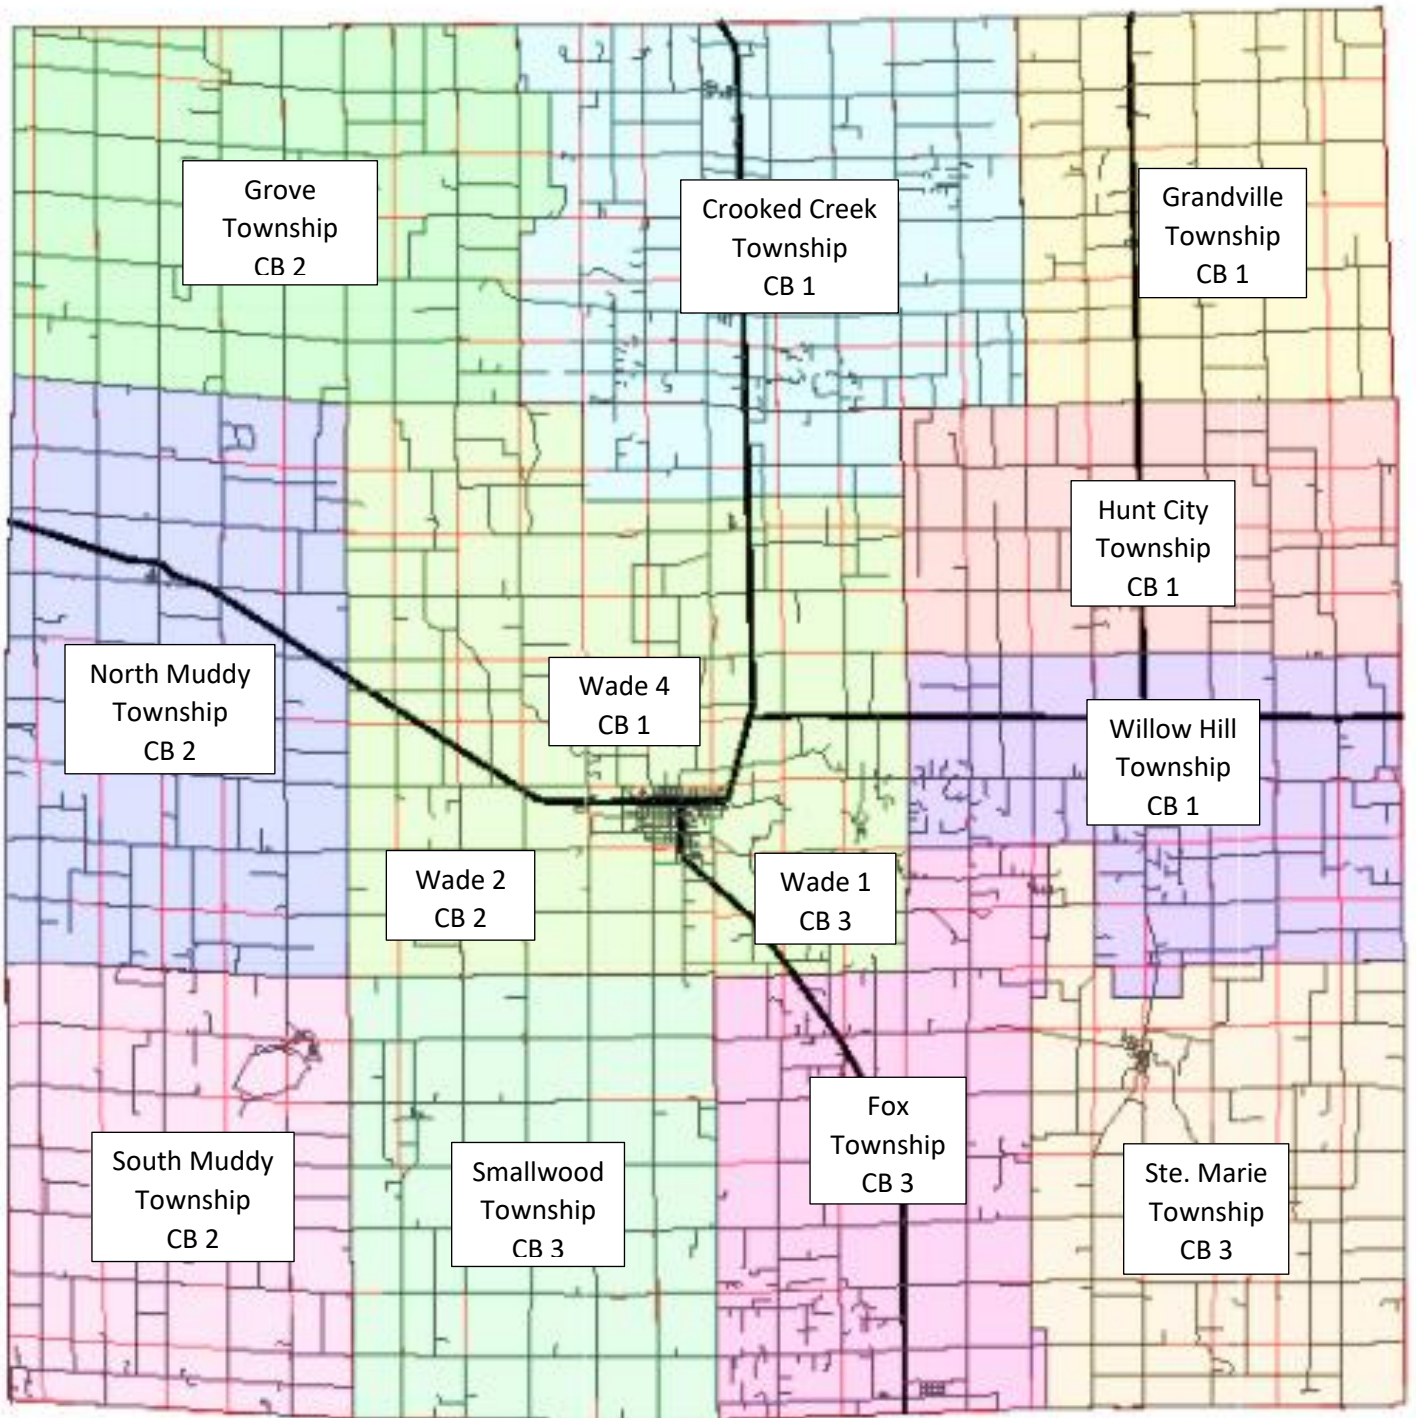 Grove
Township
CB 2
Crooked Creek
Township
CB 1
Grandville
Township
CB 1
Hunt City
Township
CB 1
North Muddy
Township
CB 2
Wade 4
CB 1
Willow Hill
Township
CB 1
Wade 2
CB 2
Wade 1
CB 3
South Muddy
Township
CB 2
Smallwood
Township
CB 3
Fox
Township
CB 3
Ste. Marie
Township
CB 3